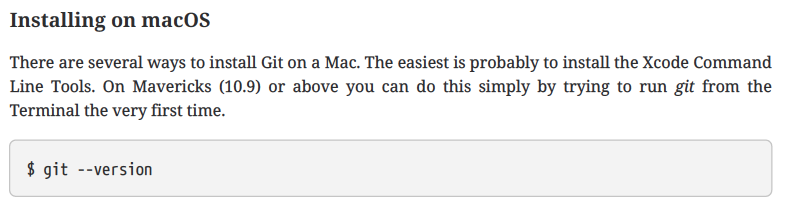 Installing on macOS
There are several ways to install Git on a Mac. The easiest is probably to install the Xcode Command
Line Tools. On Mavericks (10.9) or above you can do this simply by trying to run git from the
Terminal the very first time.
$ git --version